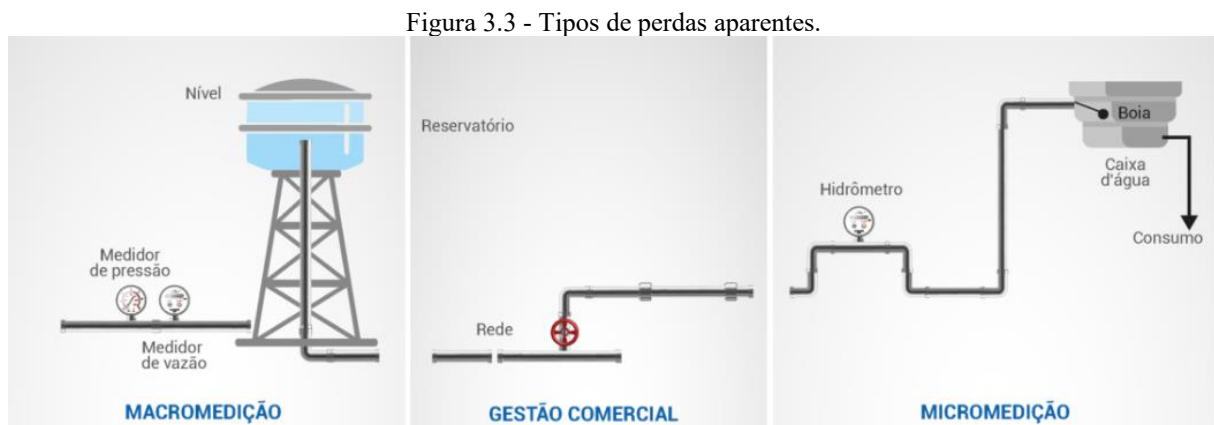 Figura 3.3 - Tipos de perdas aparentes.
Nível
Medidor
de pressão
Medidor
de vazão
MACROMEDIÇÃO
Reservatório
Rede
GESTÃO COMERCIAL
Hidrômetro
Boia
Caixa
d'água
Consumo
MICROMEDIÇÃO